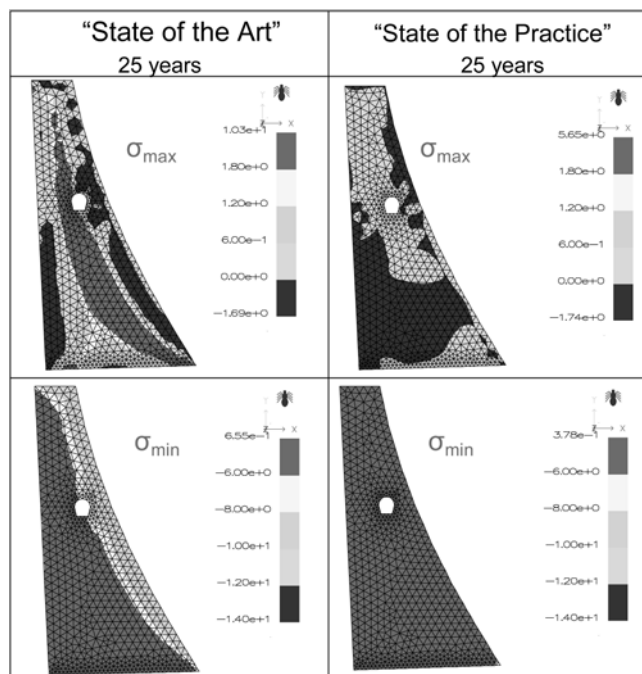 “State of the Art”
25 years
“State of the Practice”
25 years
σmax
1.03e+1
1.80e+0
1.20e+0
6.00e-1
0.00e+0
-1.69e+0
Y
Z X
σmax
5.65e+0
1.80e+0
1.20e+0
6.00e-1
0.00e+0
-1.74e+0
Y
Z X
σmin
6.55e-1
-6.00e+0
-8.00e+0
-1.00e+1
-1.20e+1
-1.40e+1
Y
Z X
σmin
3.78e-1
-6.00e+0
-8.00e+0
-1.00e+1
-1.20e+1
-1.40e+1
Y
Z X